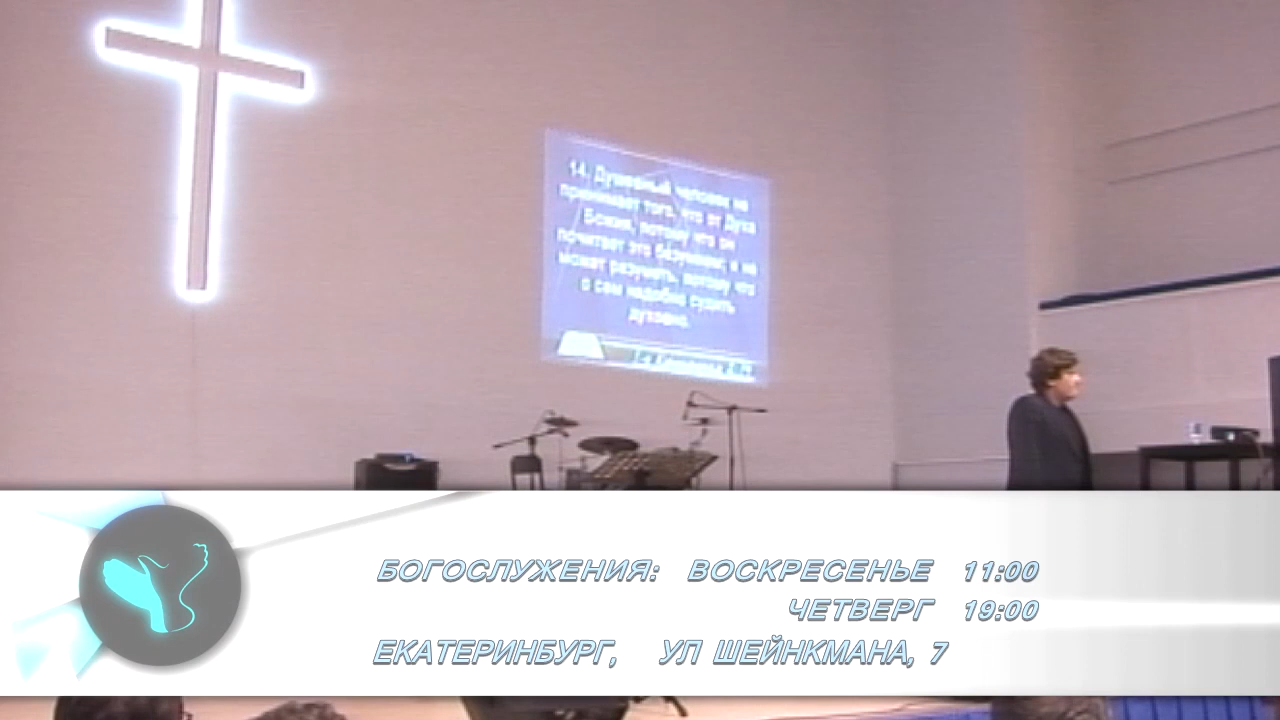 14. Душевный человек не
принимает того, что от Духа
Божия, потому что он
почитает это безумием; и не
может разуметь, потому что
о сем надобно судить
духовно.
БОГОСЛУЖЕНИЯ: ВОСКРЕСЕНЬЕ 11:00
ЧЕТВЕРГ 19:00
ЕКАТЕРИНБУРГ, УЛ ШЕЙНКМАНА, 7